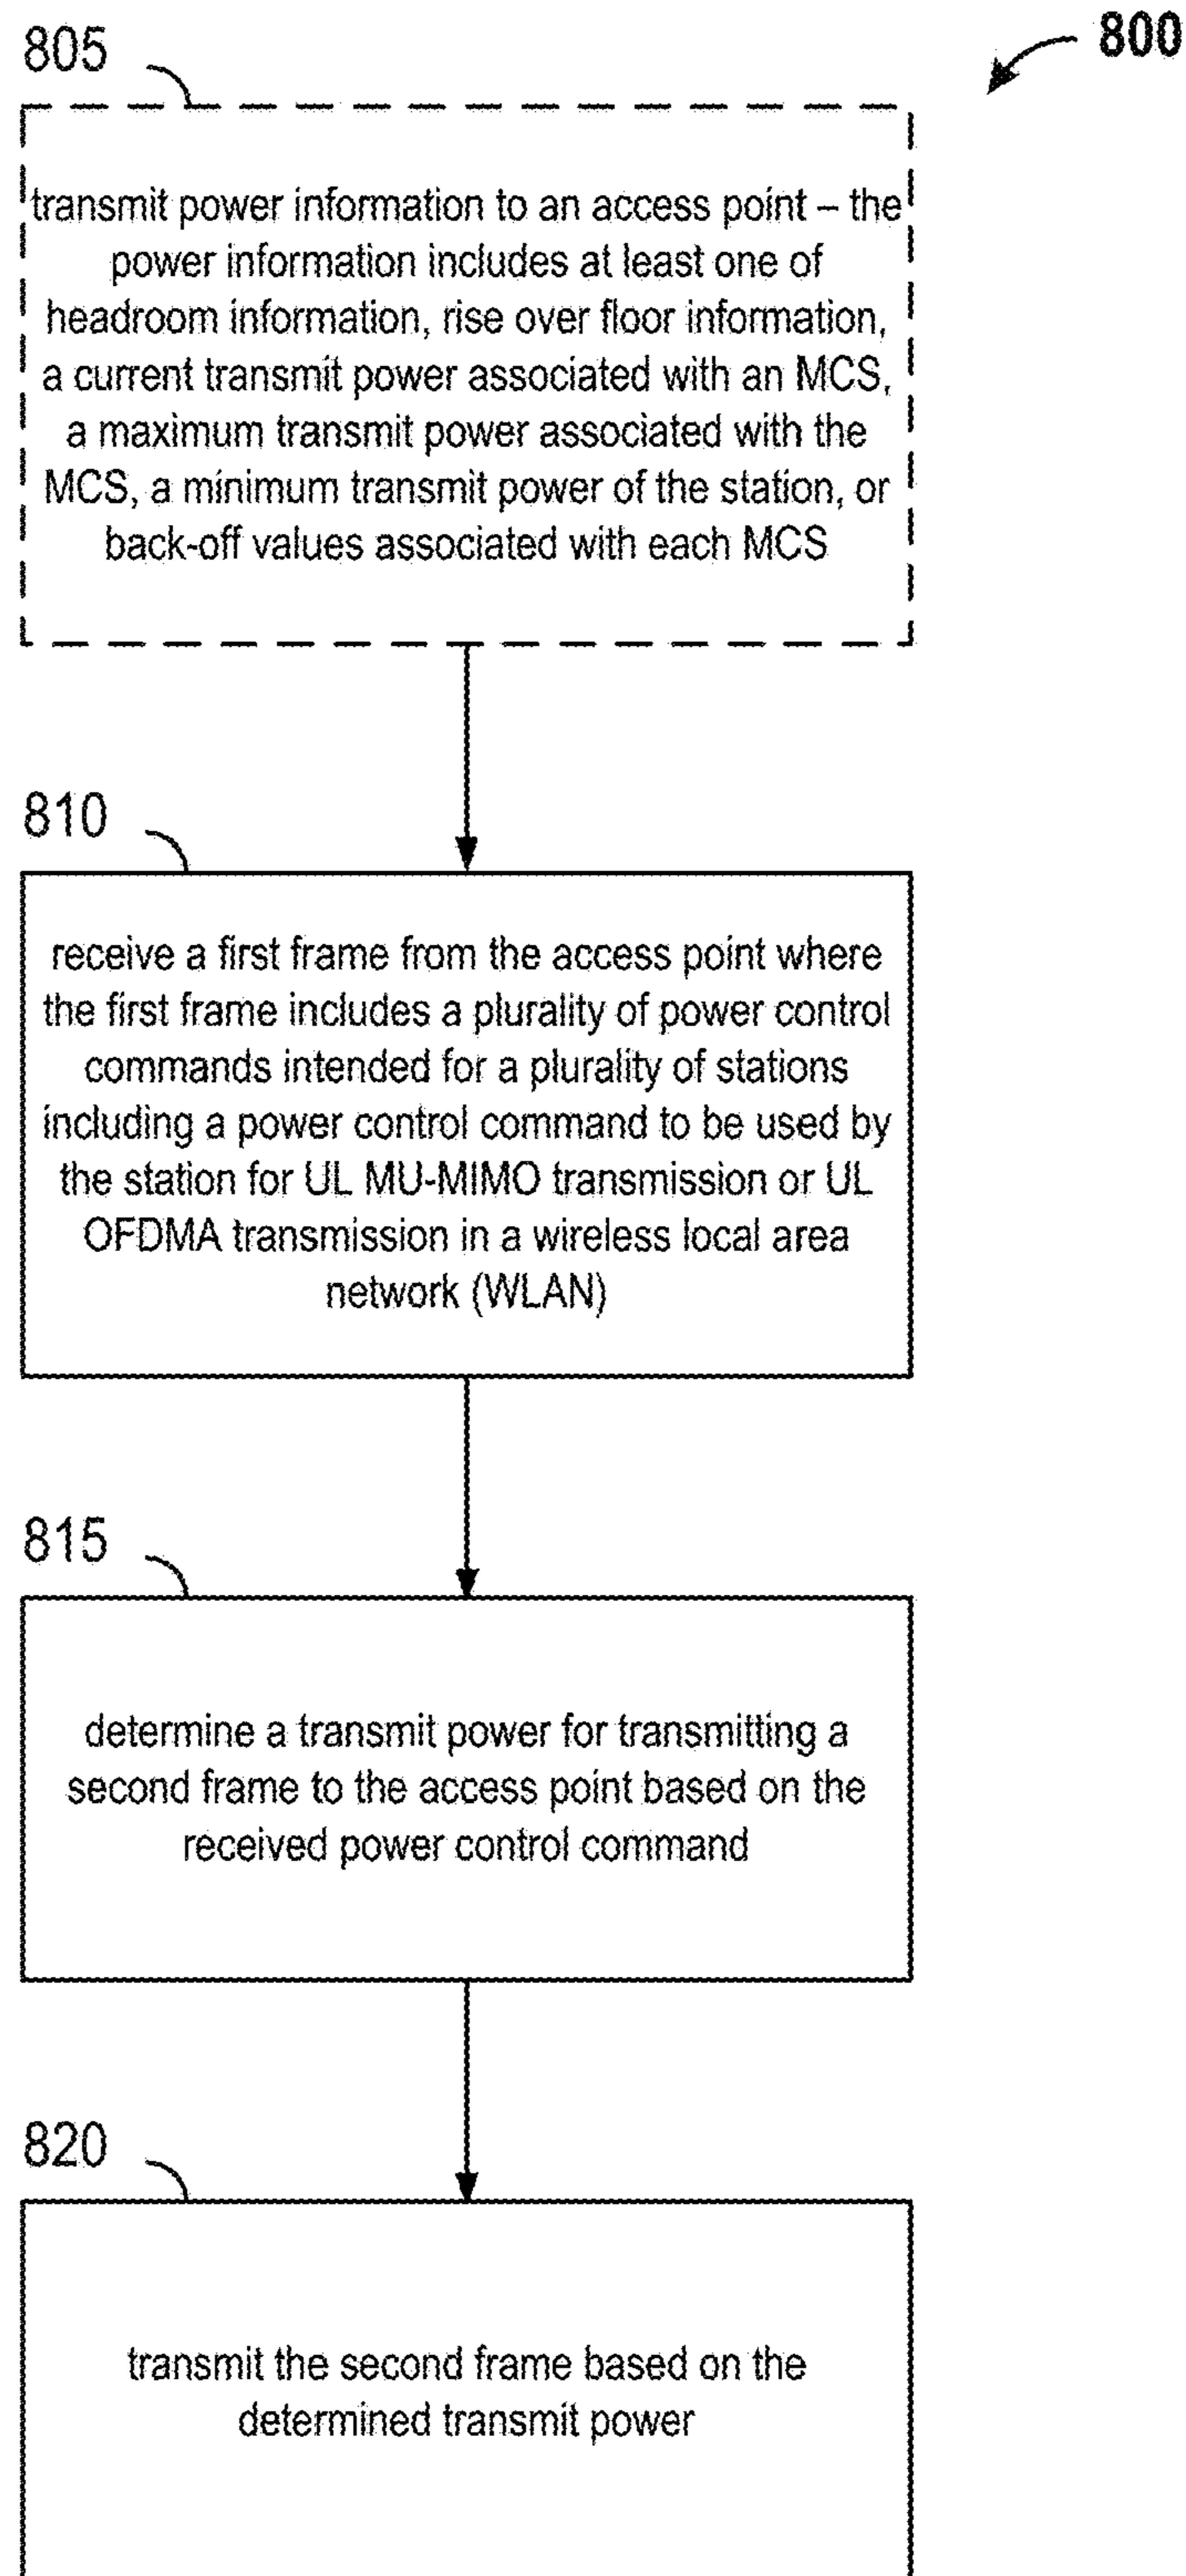 800
805
transmit power information to an access point – the
power information includes at least one of
headroom information, rise over floor information,
a current transmit power associated with an MCS,
a maximum transmit power associated with the
MCS, a minimum transmit power of the station, or
back-off values associated with each MCS
810
receive a first frame from the access point where
the first frame includes a plurality of power control
commands intended for a plurality of stations
including a power control command to be used by
the station for UL MU-MIMO transmission or UL
OFDMA transmission in a wireless local area
network (WLAN)
815
determine a transmit power for transmitting a
second frame to the access point based on the
received power control command
820
transmit the second frame based on the
determined transmit power